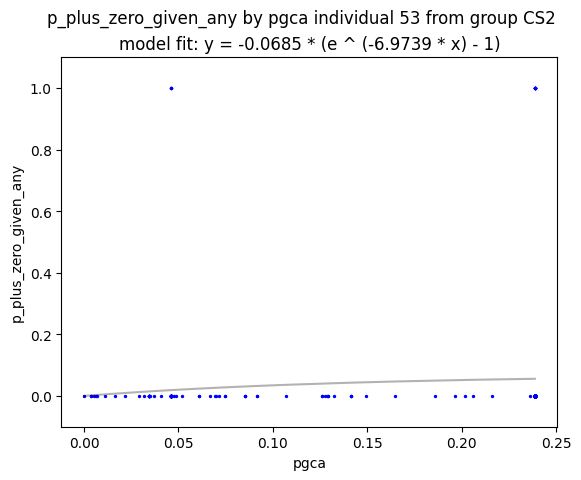 p_plus_zero_given_any by pgca individual 53 from group CS2
model fit: y = -0.0685 * (e ^ (-6.9739 * x) - 1)
1.0
0.8
0.6
0.4
0.2
0.0
p_plus_zero_given_any
0.00 0.05 0.10 0.15 0.20 0.25
pgca